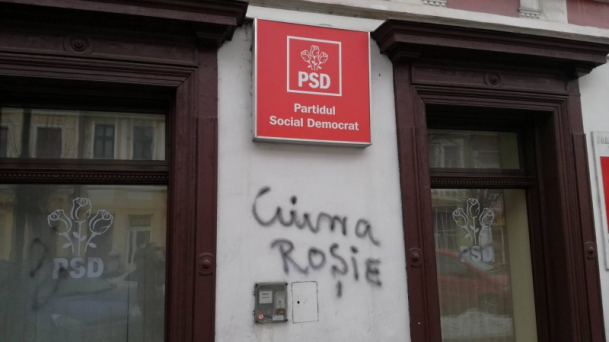 PSD
Partidul
Social Democrat
Ciuma
ROȘIE
PSD
PSD